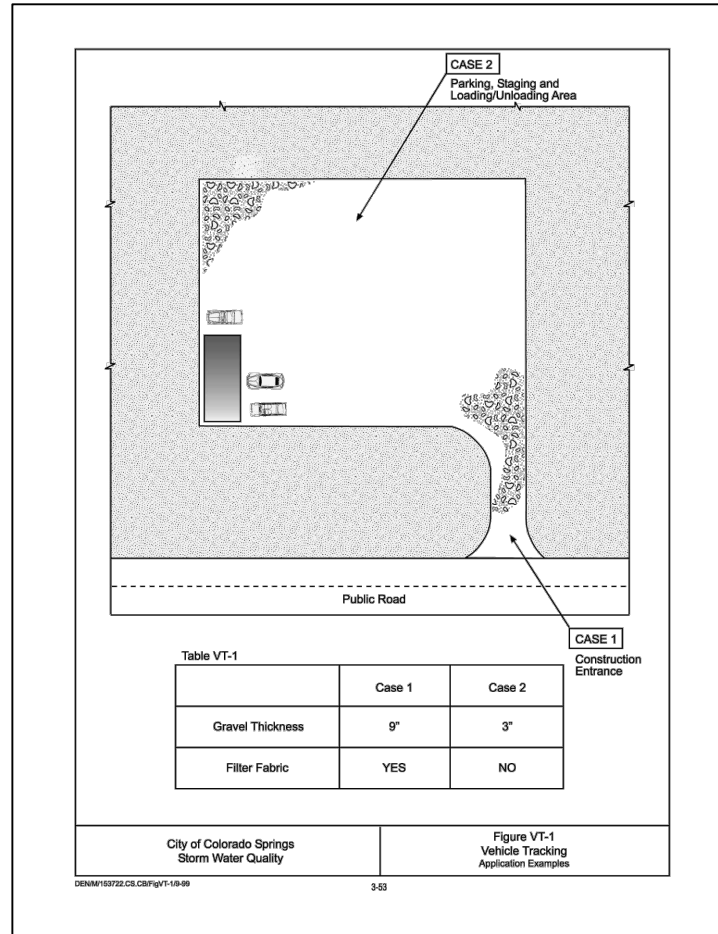 CASE 2
Parking, Staging and
Loading/Unloading Area
Public Road
CASE 1
Construction
Entrance
Table VT-1
Case 1 Case 2
Gravel Thickness 9" 3"
Filter Fabric YES NO
City of Colorado Springs
Storm Water Quality
Figure VT-1
Vehicle Tracking
Application Examples
DEN/M/153722.CS.CB/FigVT-1/9-99
3-53